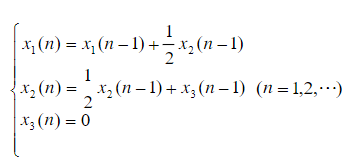 x₁(n) = x₁(n−1) + 1/2 x₂(n−1)
x₂(n) = 1/2 x₂(n−1) + x₃(n−1) (n = 1,2,⋯)
x₃(n) = 0